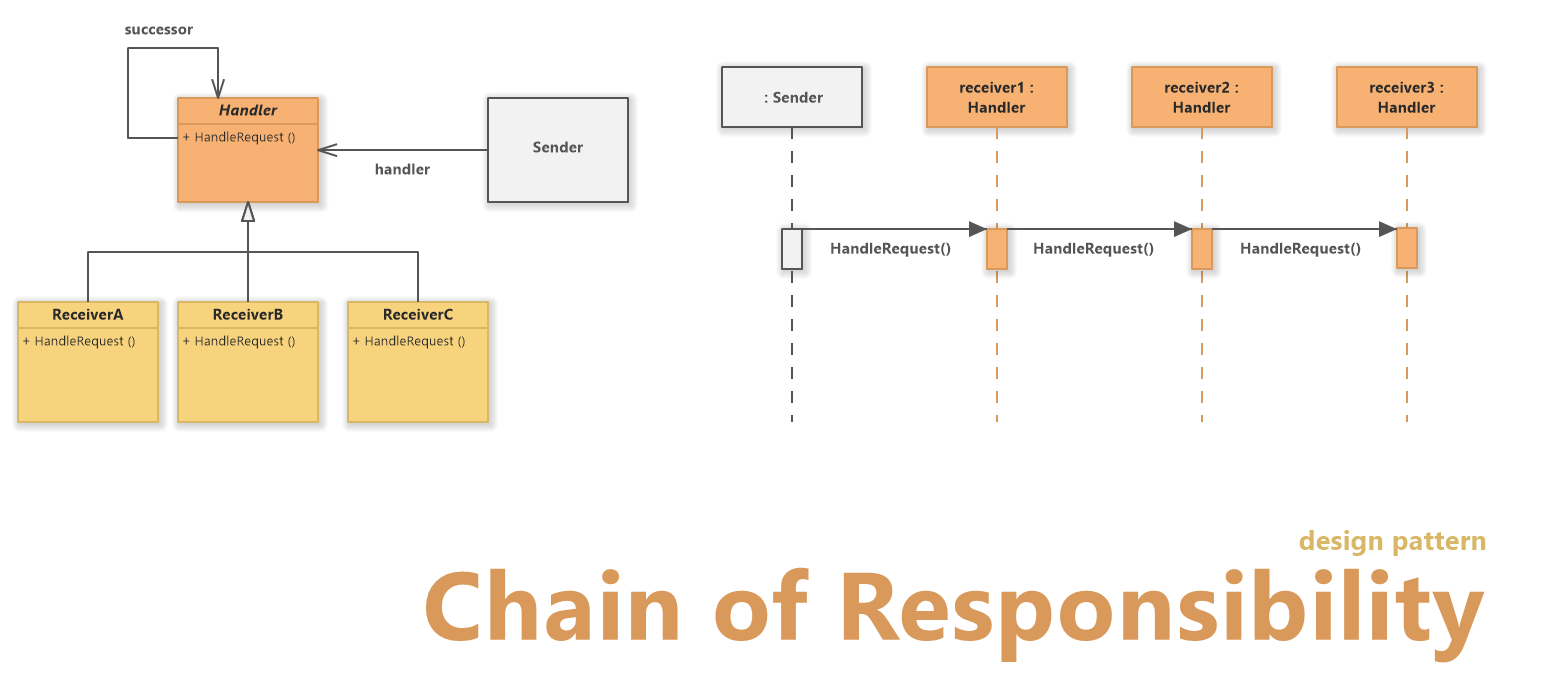 successor
Handler
+ HandleRequest ()
Sender
handler
ReceiverA
+ HandleRequest ()
ReceiverB
+ HandleRequest ()
ReceiverC
+ HandleRequest ()
: Sender
receiver1 :
Handler
receiver2 :
Handler
receiver3 :
Handler
HandleRequest()
HandleRequest()
HandleRequest()
design pattern
Chain of Responsibility